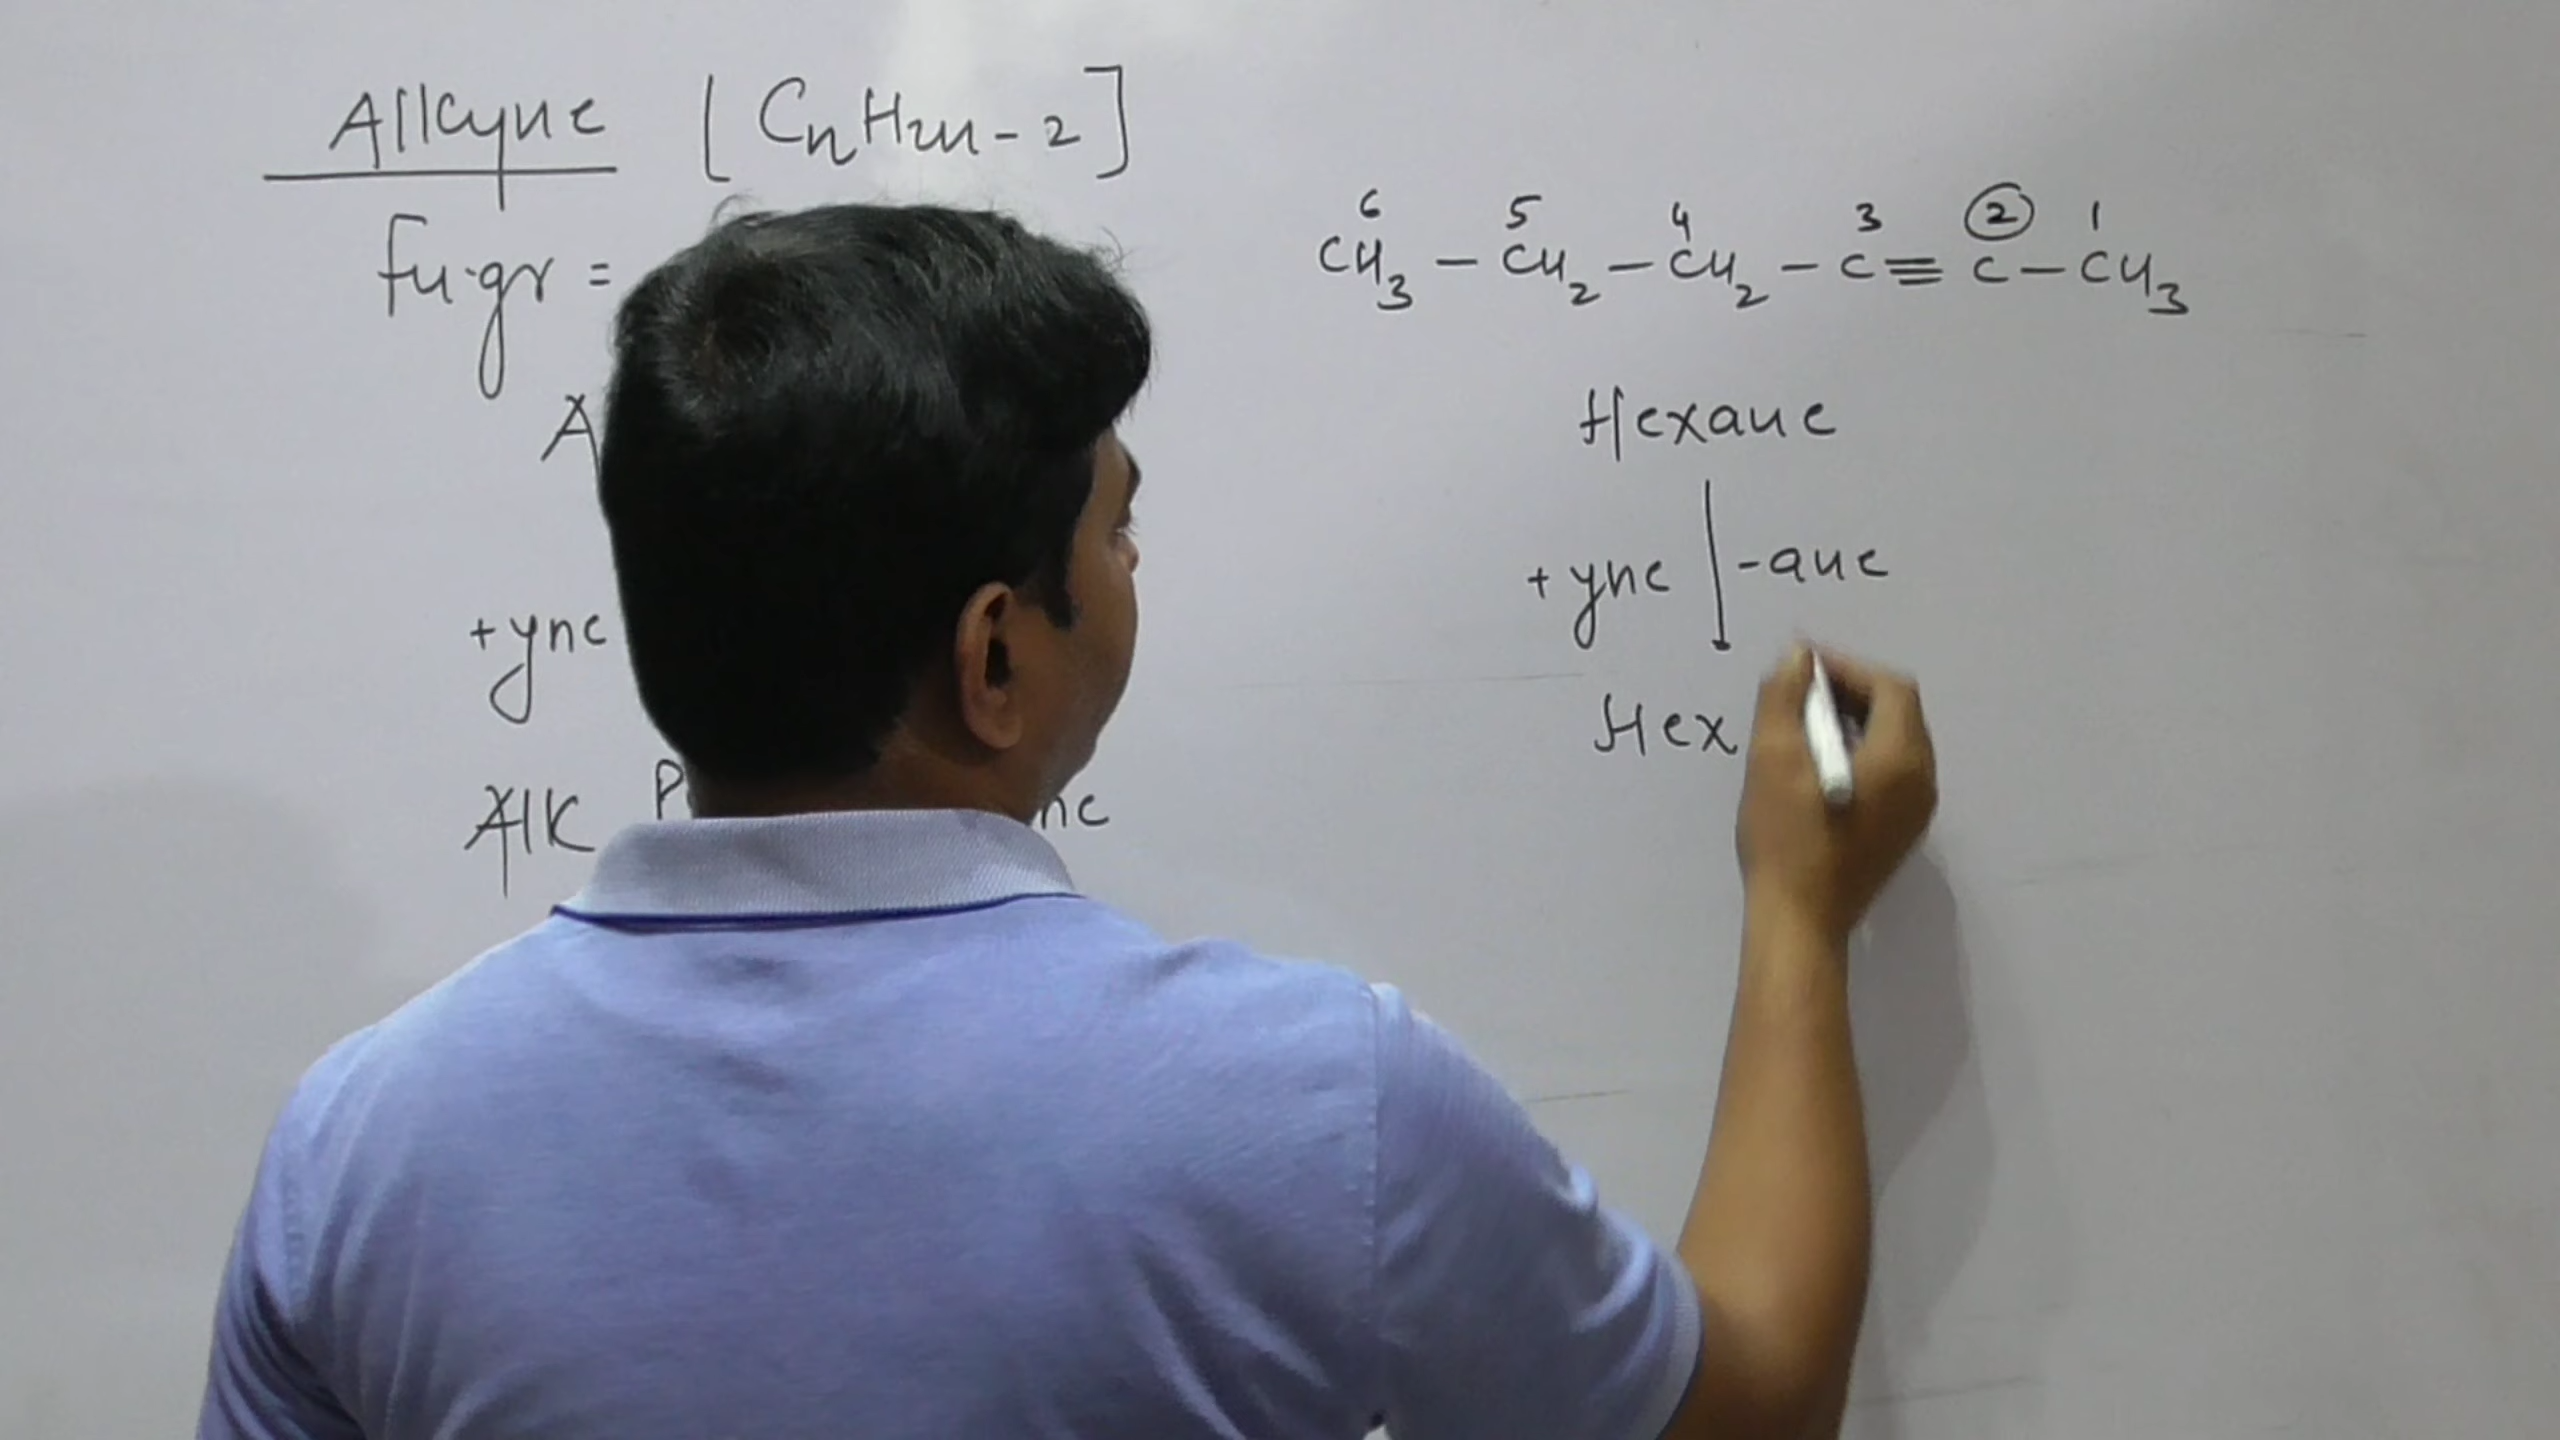 Alkyne [CnH2n-2]
fu.gr =
+yne
Alk
6 5 4 3 2 1
CH3 - CH2 - CH2 - C ≡ C - CH3
Hexane
+yne -ane
Hex